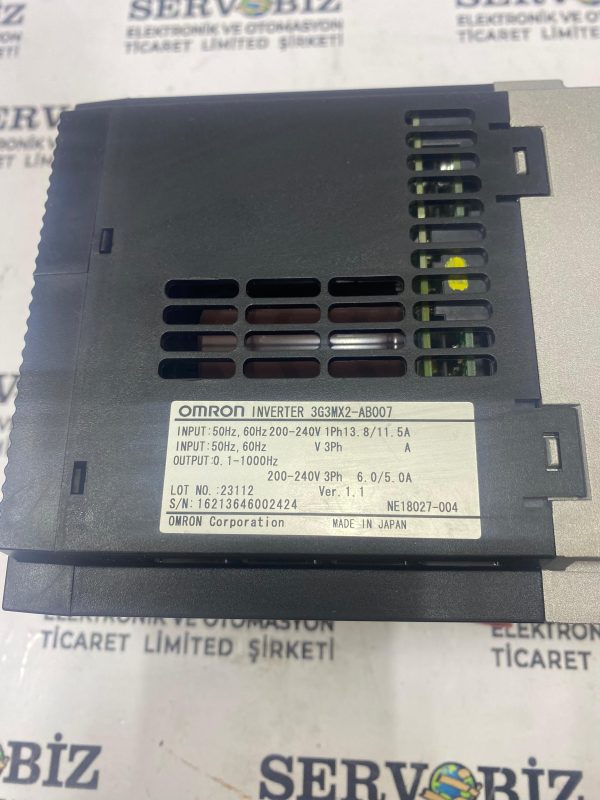 SERVOBİZ
ELEKTRONİK VE OTOMASYON
TİCARET LİMİTED ŞİRKETİ
OMRON INVERTER 3G3MX2-AB007
INPUT:50Hz, 60Hz 200-240V 1Ph13.8/11.5A
INPUT:50Hz, 60Hz V 3Ph A
OUTPUT:0.1-1000Hz
200-240V 3Ph 6.0/5.0A
LOT NO. :23112 Ver.1.1
S/N:16213646002424 NE18027-004
OMRON Corporation MADE IN JAPAN
ELEKTRONİK VE OTOMASYON
TİCARET LİMİTED ŞİRKETİ
SERVOBİZ